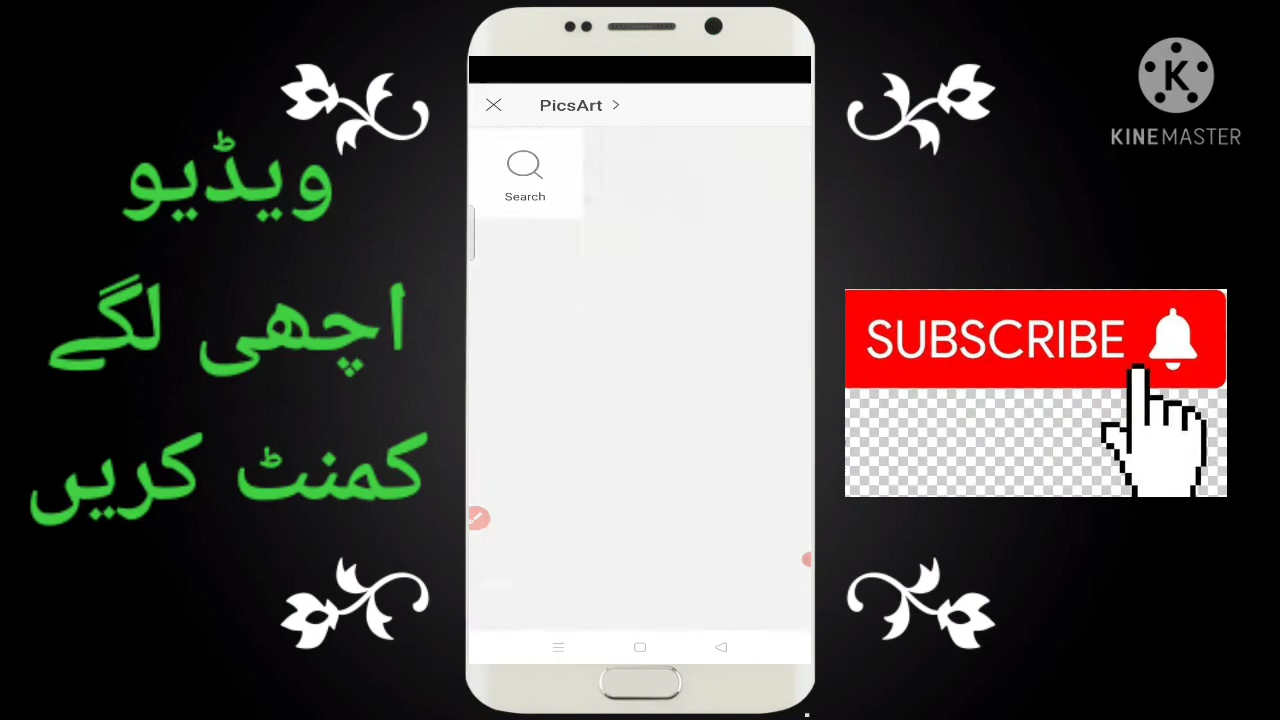 ویڈیو
اچھی لگے
کمنٹ کریں
PicsArt >
Search
K
KINEMASTER
SUBSCRIBE